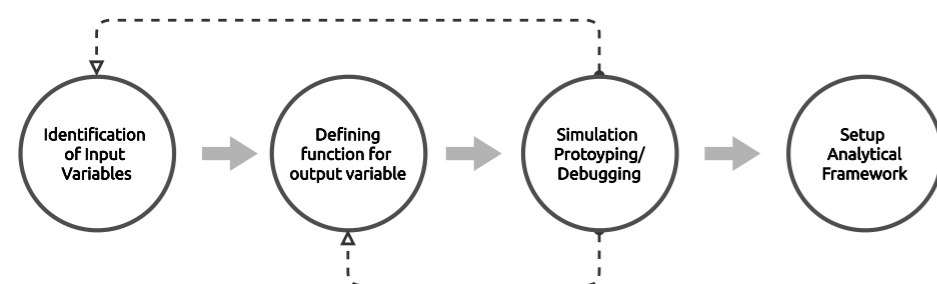 Identification
of Input
Variables
Defining
function for
output variable
Simulation
Protoyping/
Debugging
Setup
Analytical
Framework